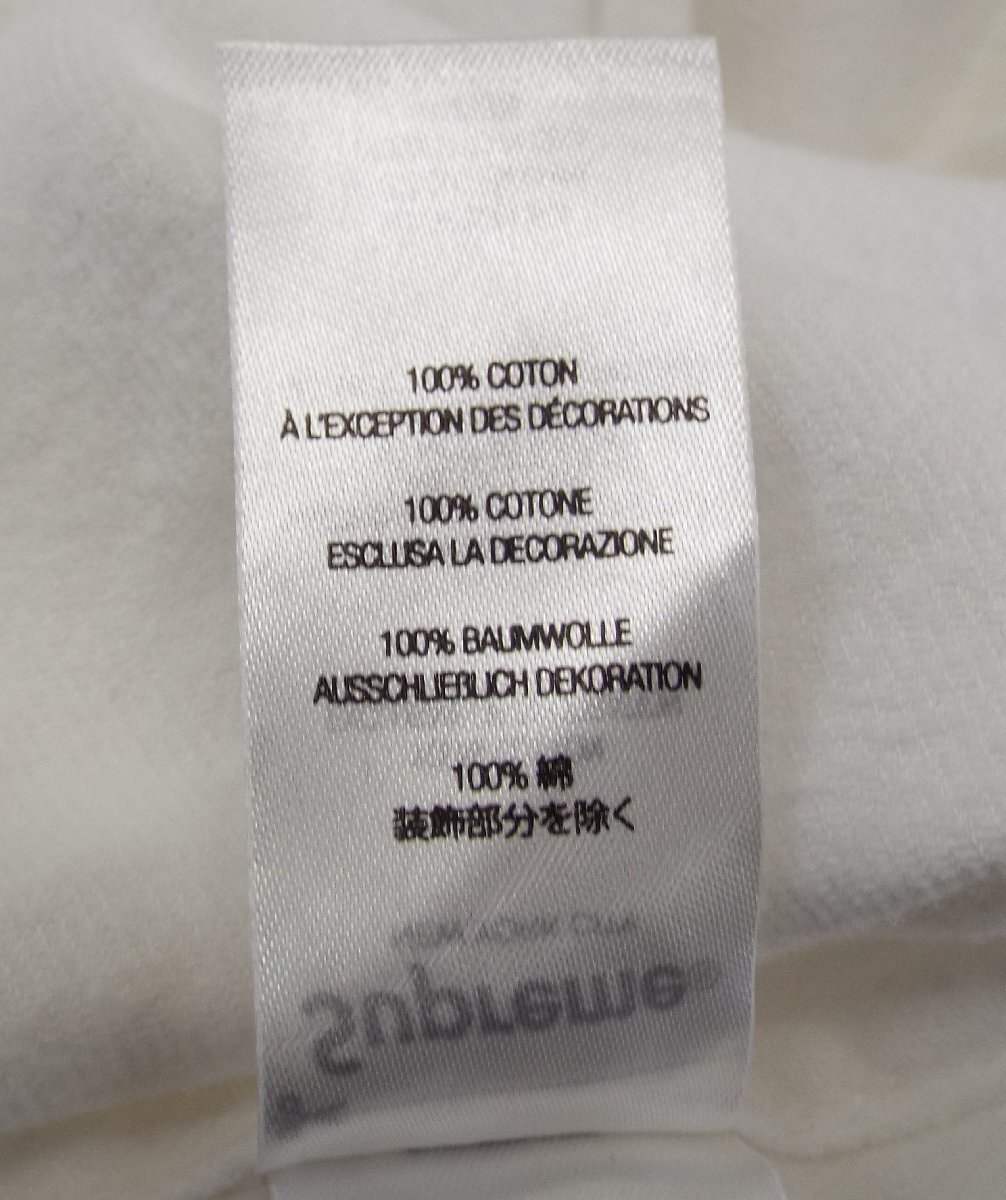 100% COTON
À L'EXCEPTION DES DÉCORATIONS
100% COTONE
ESCLUSA LA DECORAZIONE
100% BAUMWOLLE
AUSSCHLIEBLICH DEKORATION
100% 綿
装飾部分を除く
Supreme